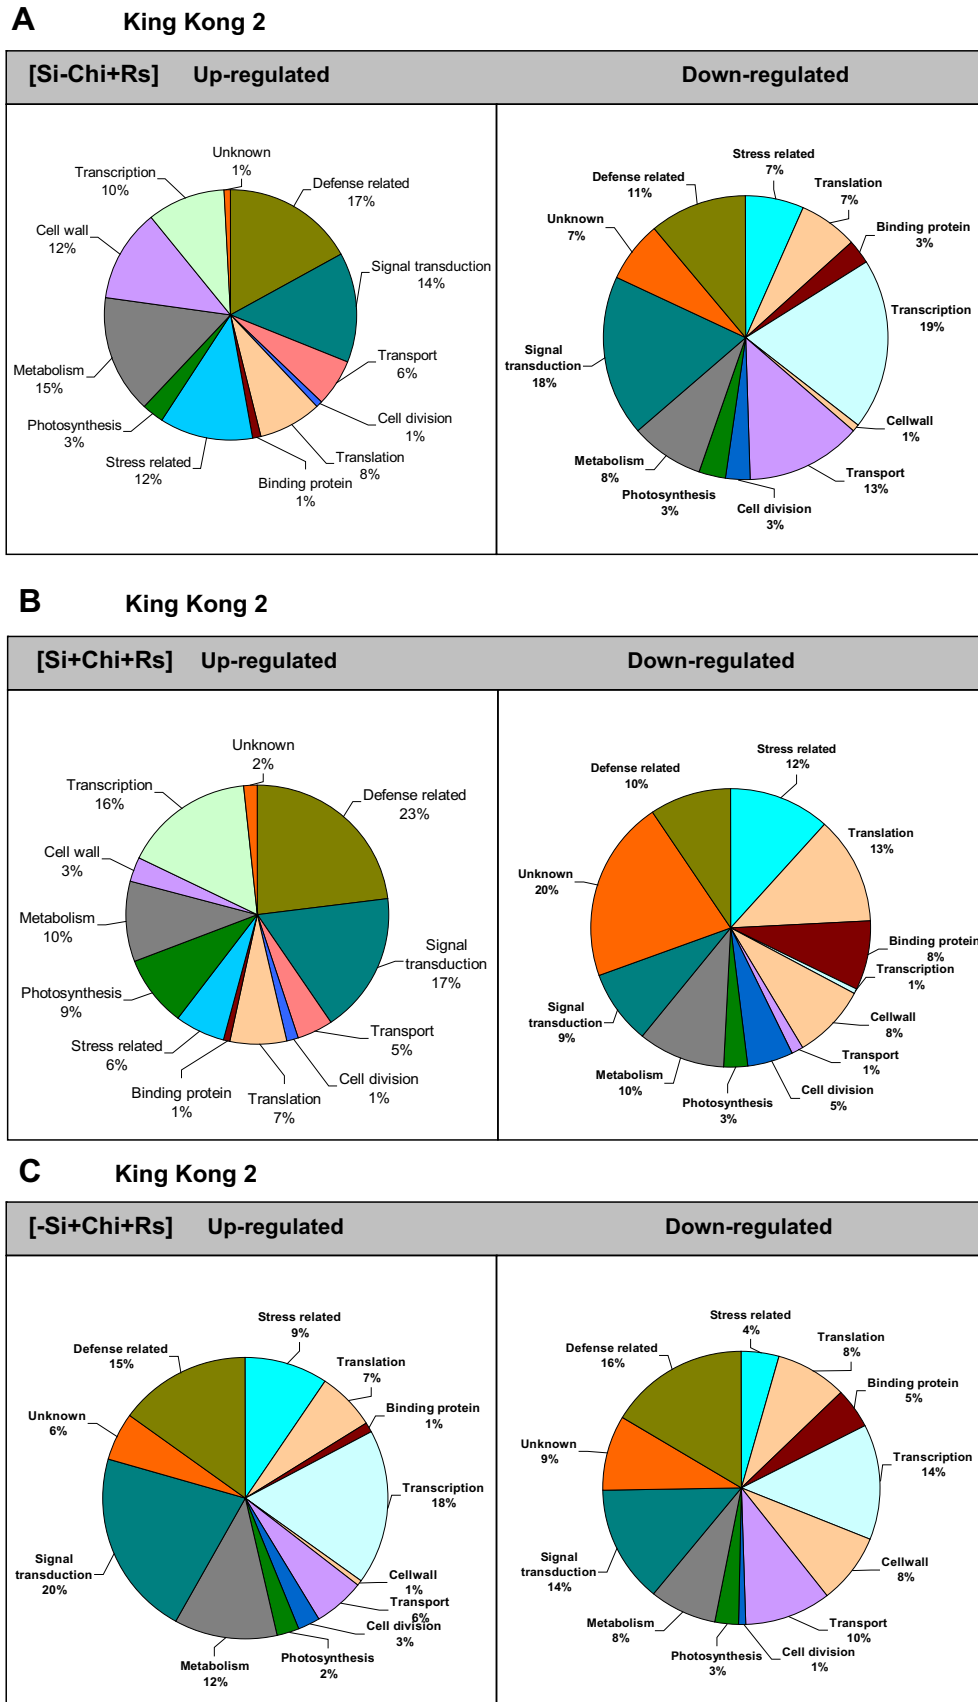 A King Kong 2
[Si-Chi+Rs] Up-regulated Down-regulated
Unknown
1%
Defense related
17%
Signal transduction
14%
Transport
6%
Cell division
1%
Translation
8%
Binding protein
1%
Stress related
12%
Photosynthesis
3%
Metabolism
15%
Cell wall
12%
Transcription
10%
Stress related
7%
Translation
7%
Binding protein
3%
Transcription
19%
Cellwall
1%
Transport
13%
Cell division
3%
Photosynthesis
3%
Metabolism
8%
Signal
transduction
18%
Unknown
7%
Defense related
11%
B King Kong 2
[Si+Chi+Rs] Up-regulated Down-regulated
Unknown
2%
Defense related
23%
Signal
transduction
17%
Transport
5%
Cell division
1%
Translation
7%
Binding protein
1%
Stress related
6%
Photosynthesis
9%
Metabolism
10%
Cell wall
3%
Transcription
16%
Stress related
12%
Translation
13%
Binding protein
8%
Transcription
1%
Cellwall
8%
Transport
1%
Cell division
5%
Photosynthesis
3%
Metabolism
10%
Signal
transduction
9%
Unknown
20%
Defense related
10%
C King Kong 2
[-Si+Chi+Rs] Up-regulated Down-regulated
Stress related
9%
Translation
7%
Binding protein
1%
Transcription
18%
Cellwall
1%
Transport
6%
Cell division
3%
Photosynthesis
2%
Metabolism
12%
Signal
transduction
20%
Unknown
6%
Defense related
15%
Stress related
4%
Translation
8%
Binding protein
5%
Transcription
14%
Cellwall
8%
Transport
10%
Cell division
1%
Photosynthesis
3%
Metabolism
8%
Signal
transduction
14%
Unknown
9%
Defense related
16%